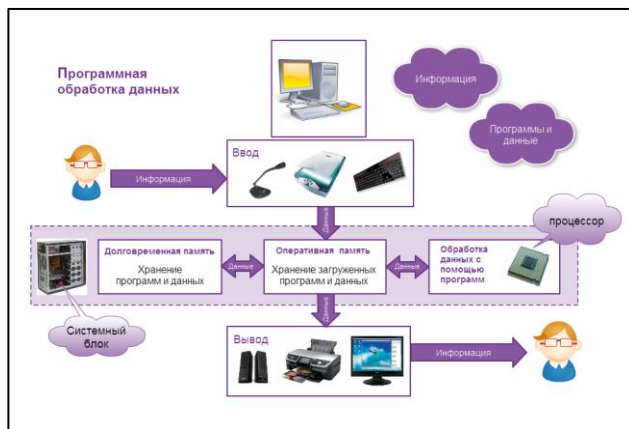 Программная
обработка данных
Информация
Программы и
данные
Ввод
Информация
Данные
процессор
Долговременная память
Хранение
программ и данных
Данные
Оперативная память
Хранение загруженных
программ и данных
Данные
Обработка
данных с
помощью
программ
Системный
блок
Данные
Вывод
Информация